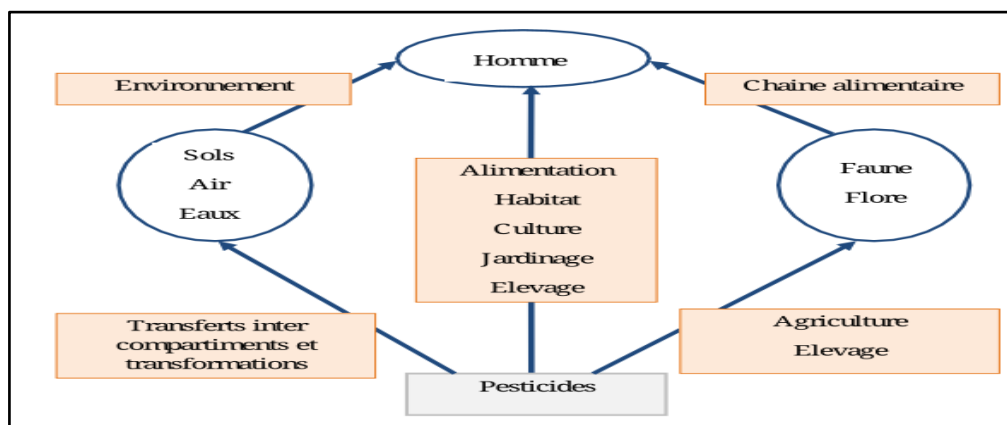 Homme
Environnement
Chaine alimentaire
Sols
Air
Eaux
Alimentation
Habitat
Culture
Jardinage
Elevage
Faune
Flore
Transferts inter
compartiments et
transformations
Agriculture
Elevage
Pesticides